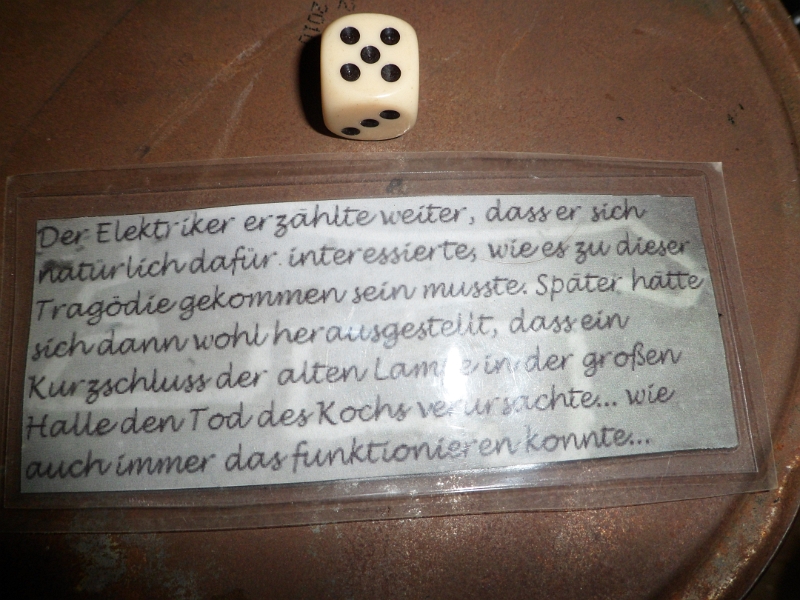 Der Elektriker erzählte weiter, dass er sich
natürlich dafür interessierte, wie es zu dieser
Tragödie gekommen sein musste. Später hätte
sich dann wohl herausgestellt, dass ein
Kurzschluss der alten Lampe in der großen
Halle den Tod des Kochs verursachte... wie
auch immer das funktionieren konnte...